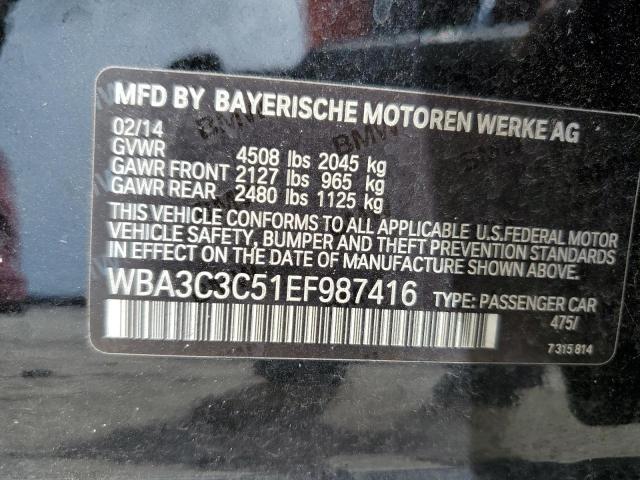 MFD BY BAYERISCHE MOTOREN WERKE AG
02/14
GVWR 4508 lbs 2045 kg
GAWR FRONT 2127 lbs 965 kg
GAWR REAR 2480 lbs 1125 kg
THIS VEHICLE CONFORMS TO ALL APPLICABLE U.S.FEDERAL MOTOR
VEHICLE SAFETY, BUMPER AND THEFT PREVENTION STANDARDS
IN EFFECT ON THE DATE OF MANUFACTURE SHOWN ABOVE.
WBA3C3C51EF987416 TYPE: PASSENGER CAR
475/
7 315 814